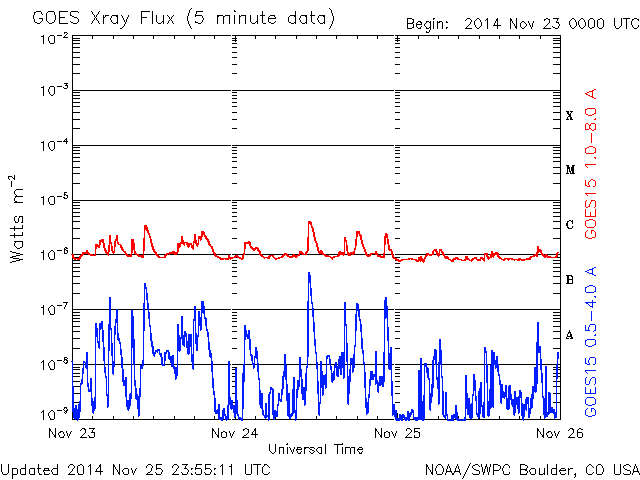 GOES Xray Flux (5 minute data)
Begin: 2014 Nov 23 0000 UTC
10⁻²
10⁻³
10⁻⁴
10⁻⁵
10⁻⁶
10⁻⁷
10⁻⁸
10⁻⁹
Watts m⁻²
X
M
C
B
A
GOES15 1.0–8.0 A
GOES15 0.5–4.0 A
Nov 23
Nov 24
Nov 25
Nov 26
Universal Time
Updated 2014 Nov 25 23:55:11 UTC
NOAA/SWPC Boulder, CO USA